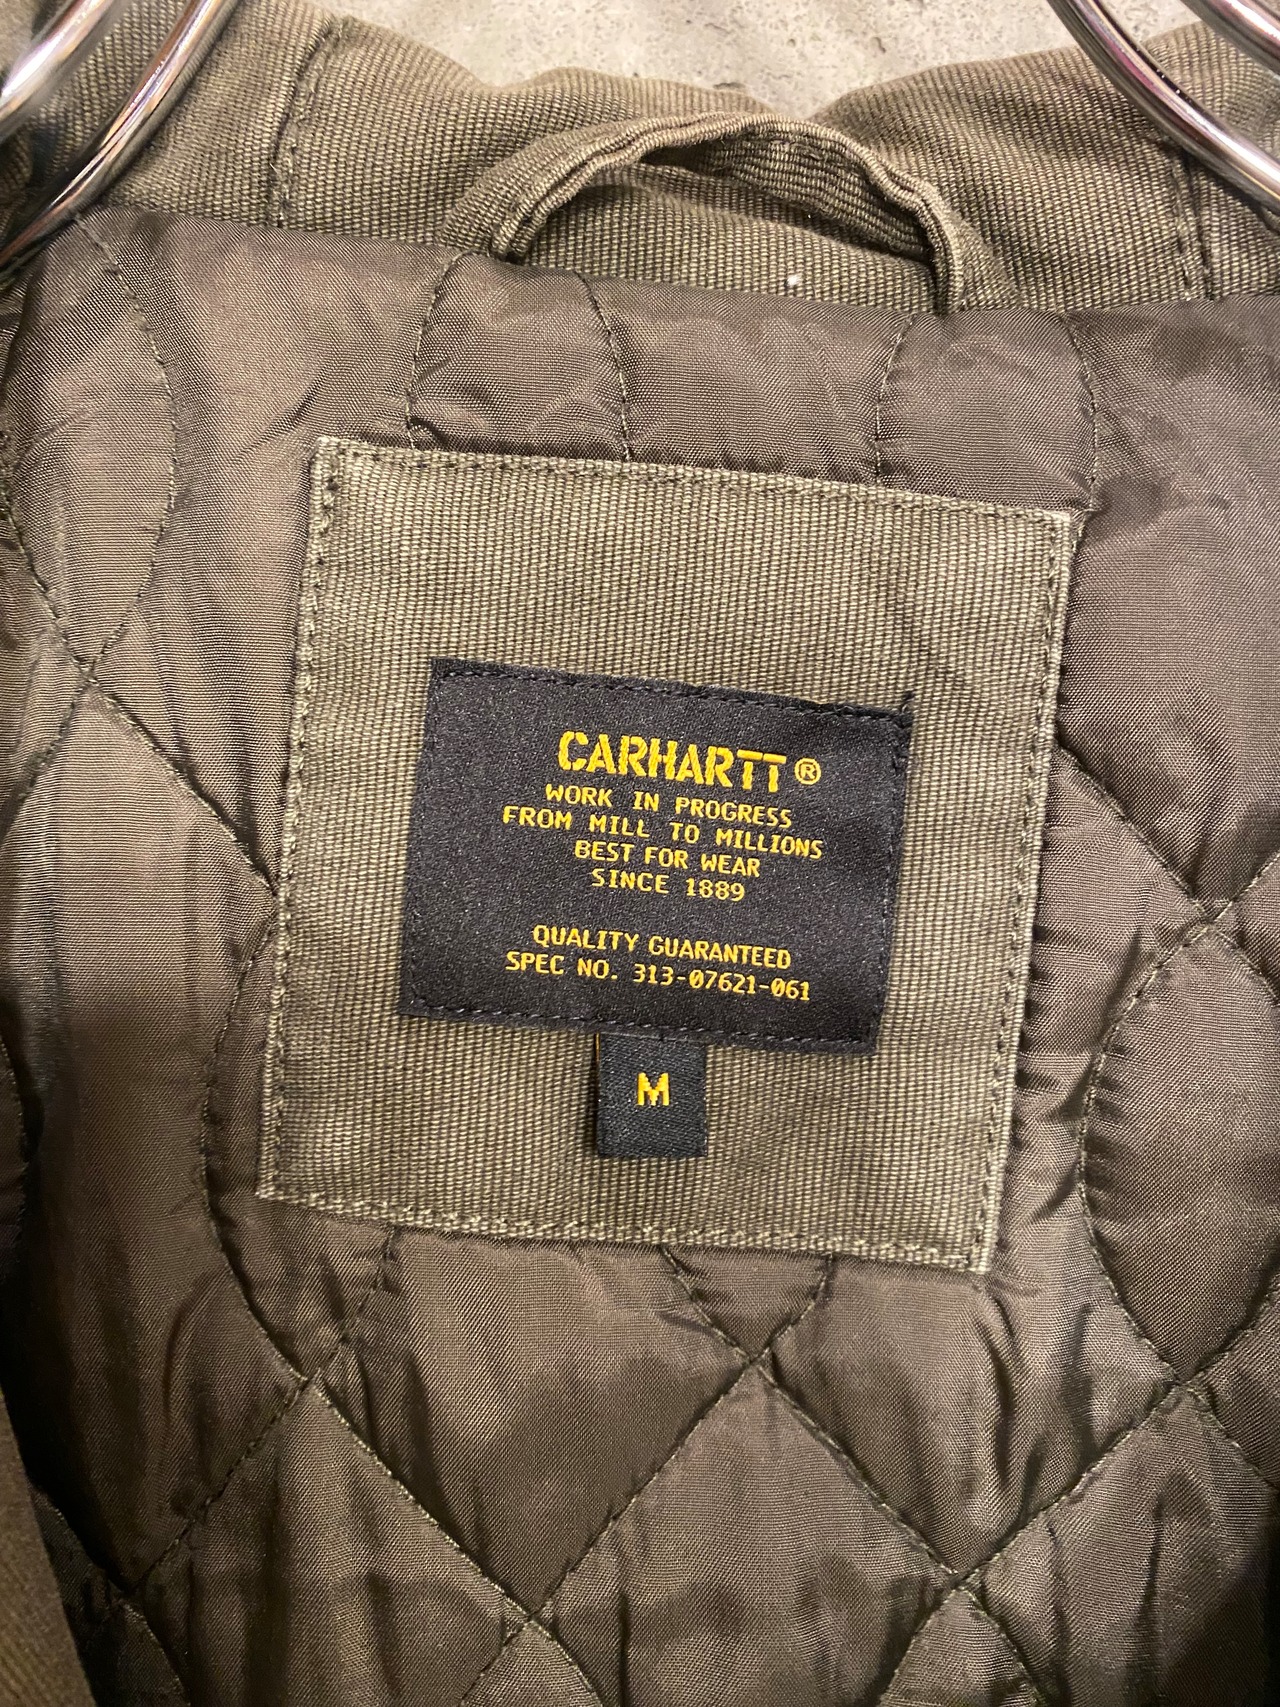 CARHARTT®
WORK IN PROGRESS
FROM MILL TO MILLIONS
BEST FOR WEAR
SINCE 1889
QUALITY GUARANTEED
SPEC NO. 313-07621-061
M